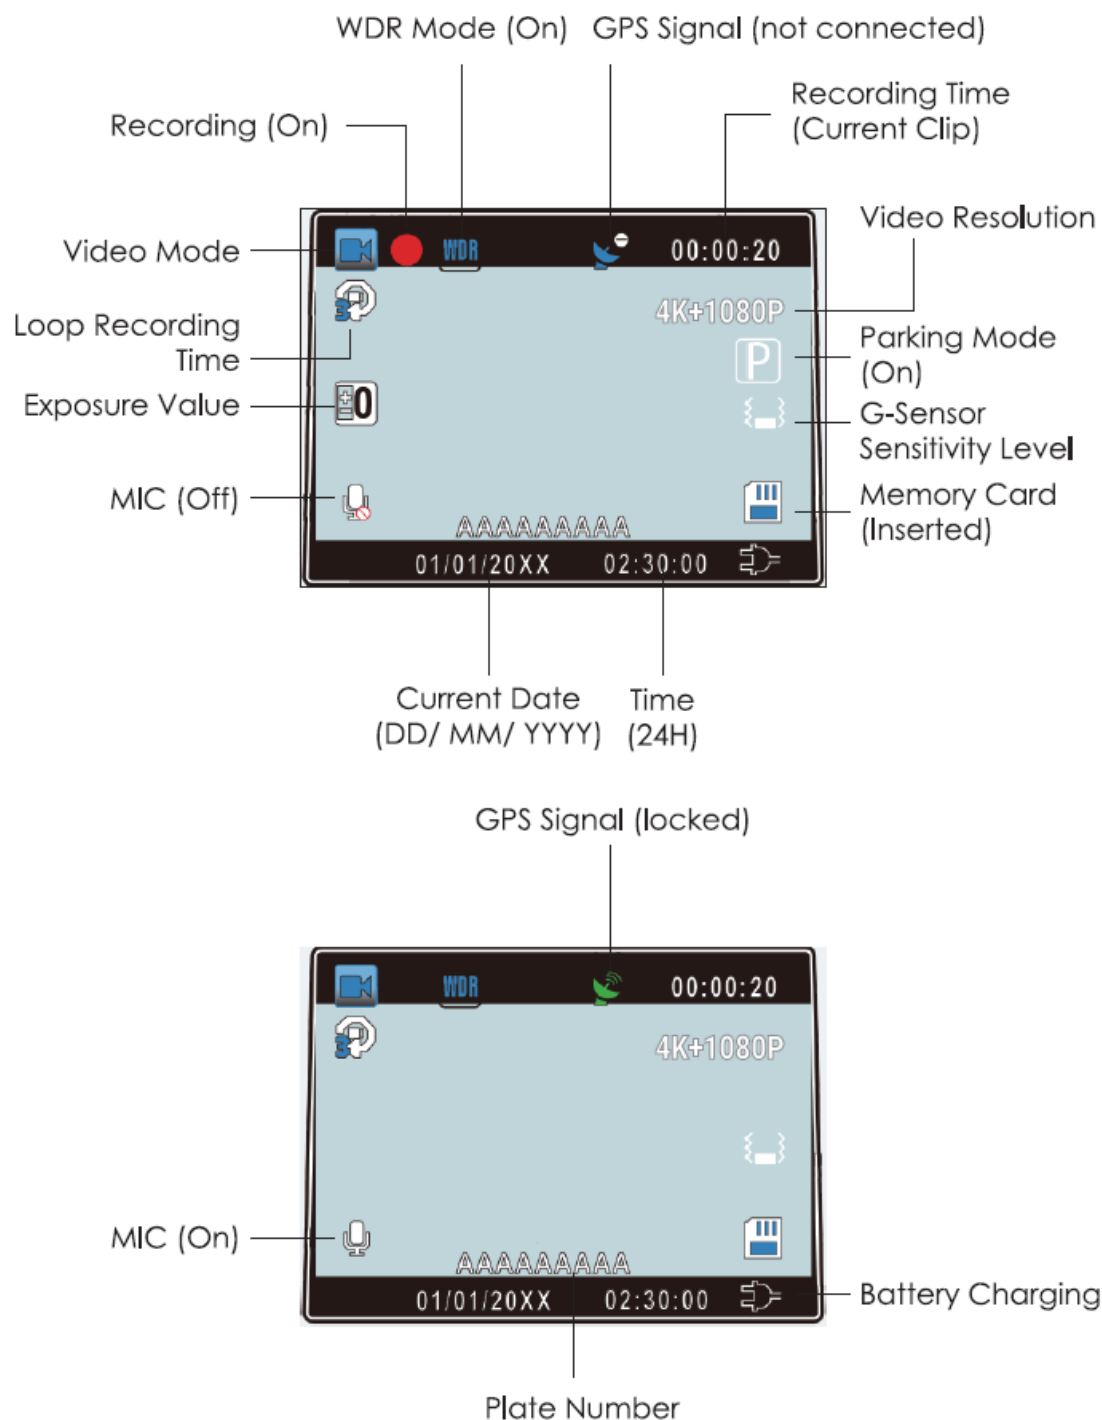 WDR Mode (On) GPS Signal (not connected)
Recording Time
(Current Clip)
Recording (On)
Video Resolution
Video Mode
WDR
00:00:20
Loop Recording
Time
3
4K+1080P
Parking Mode
(On)
P
Exposure Value
0
G-Sensor
Sensitivity Level
MIC (Off)
Memory Card
(Inserted)
AAAAAAAAA
01/01/20XX 02:30:00
Current Date
(DD/ MM/ YYYY)
Time
(24H)
GPS Signal (locked)
WDR
00:00:20
3
4K+1080P
MIC (On)
AAAAAAAAA
01/01/20XX 02:30:00
Battery Charging
Plate Number